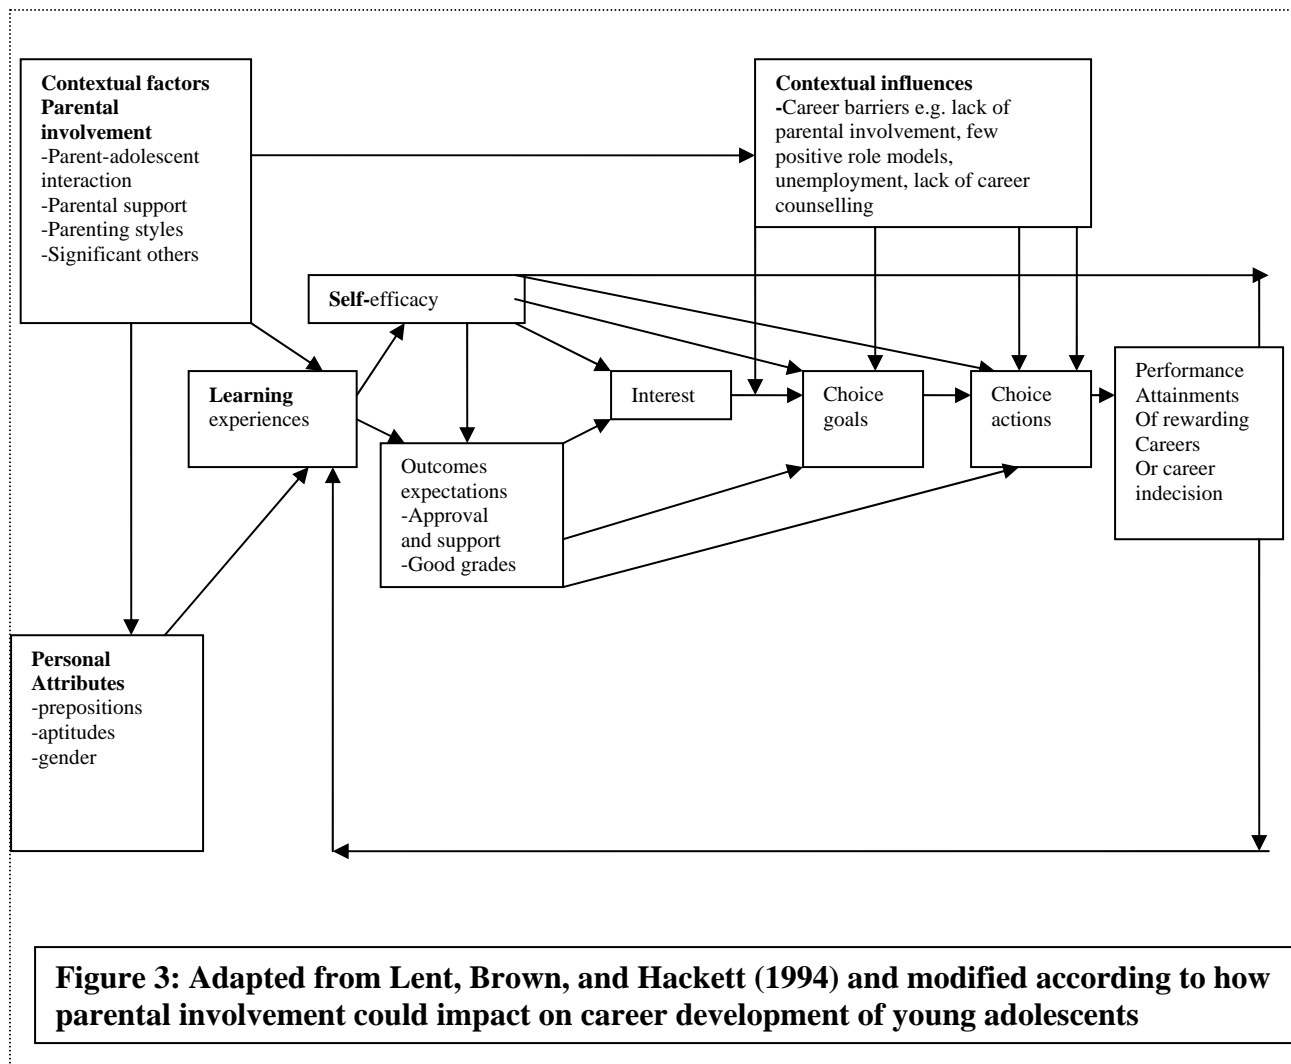 Contextual factors
Parental
involvement
-Parent-adolescent
interaction
-Parental support
-Parenting styles
-Significant others
Contextual influences
-Career barriers e.g. lack of
parental involvement, few
positive role models,
unemployment, lack of career
counselling
Self-efficacy
Learning
experiences
Interest
Choice
goals
Choice
actions
Performance
Attainments
Of rewarding
Careers
Or career
indecision
Outcomes
expectations
-Approval
and support
-Good grades
Personal
Attributes
-prepositions
-aptitudes
-gender
Figure 3: Adapted from Lent, Brown, and Hackett (1994) and modified according to how
parental involvement could impact on career development of young adolescents